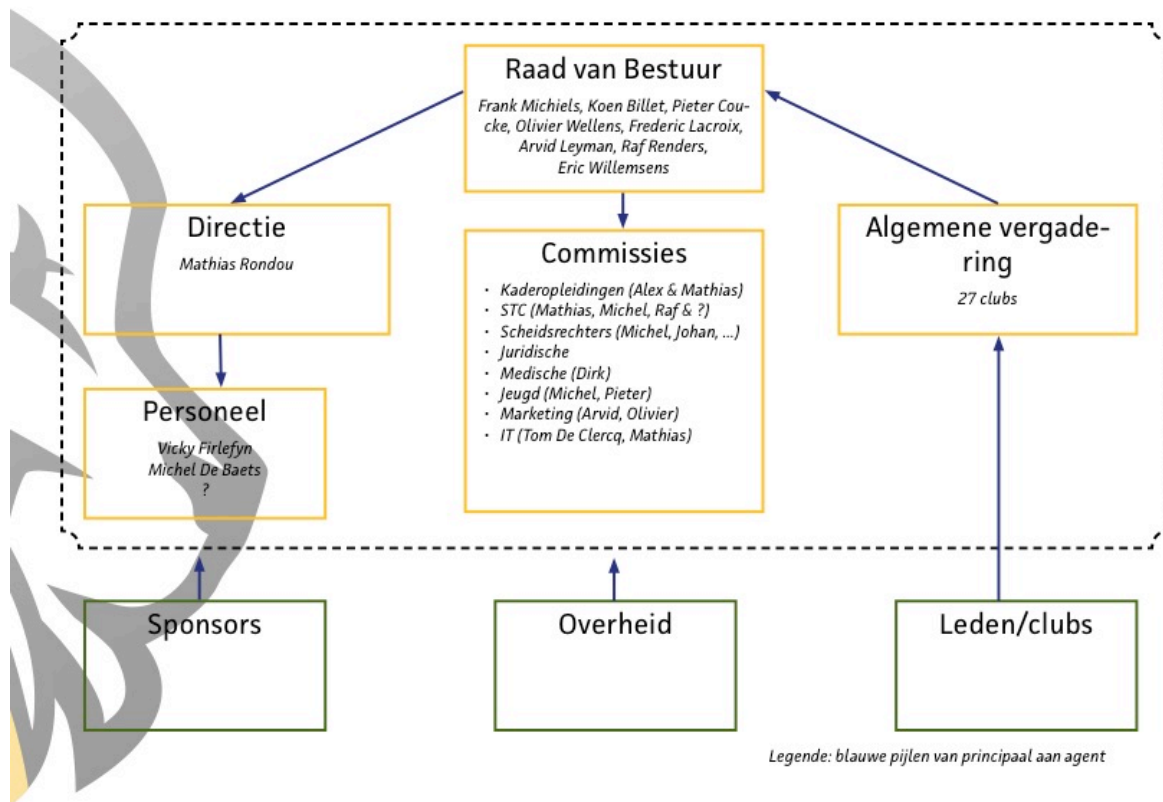 Raad van Bestuur
Frank Michiels, Koen Billet, Pieter Cou-
cke, Olivier Wellens, Frederic Lacroix,
Arvid Leyman, Raf Renders,
Eric Willemsens
Directie
Mathias Rondou
Commissies
· Kaderopleidingen (Alex & Mathias)
· STC (Mathias, Michel, Raf & ?)
· Scheidsrechters (Michel, Johan, ...)
· Juridische
· Medische (Dirk)
· Jeugd (Michel, Pieter)
· Marketing (Arvid, Olivier)
· IT (Tom De Clercq, Mathias)
Algemene vergade-
ring
27 clubs
Personeel
Vicky Firlefyn
Michel De Baets
?
Sponsors
Overheid
Leden/clubs
Legende: blauwe pijlen van principaal aan agent